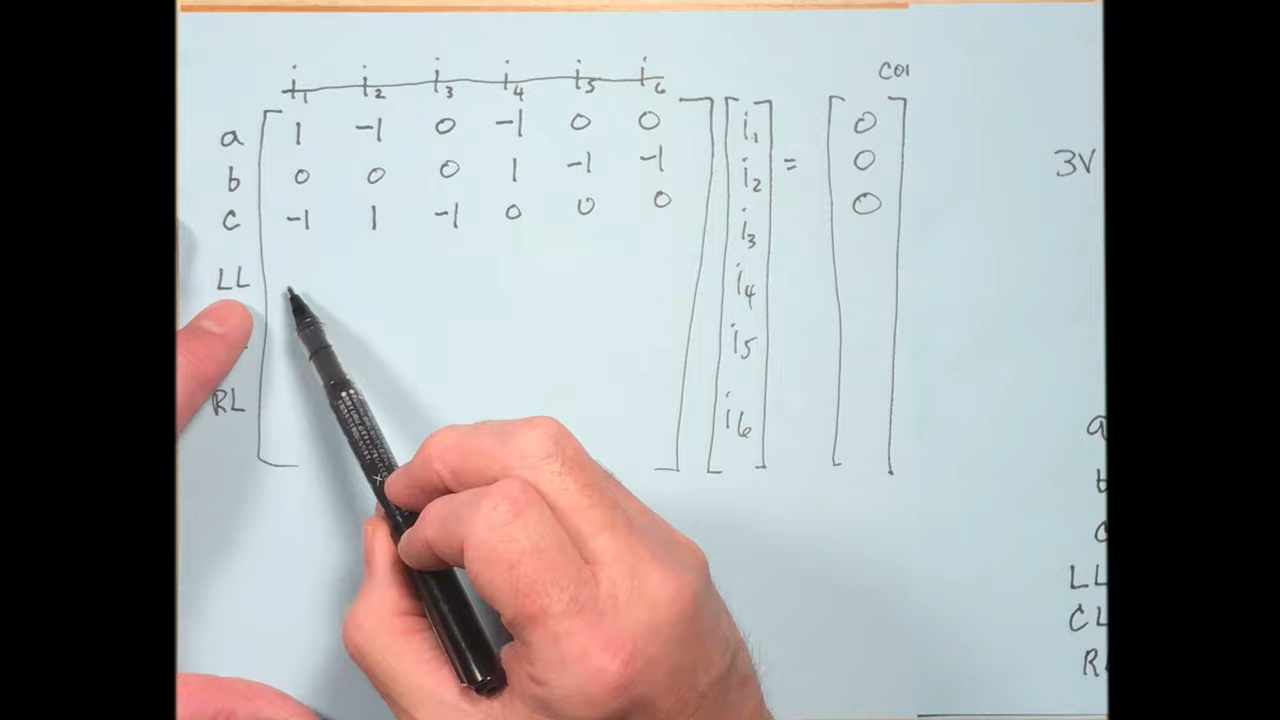 i₁ i₂ i₃ i₄ i₅ i₆
a 1 -1 0 -1 0 0 i₁ 0
b 0 0 0 1 -1 -1 i₂ = 0 3V
c -1 1 -1 0 0 0 i₃ 0
LL i₄
i₅
RL i₆
a
LL
CL